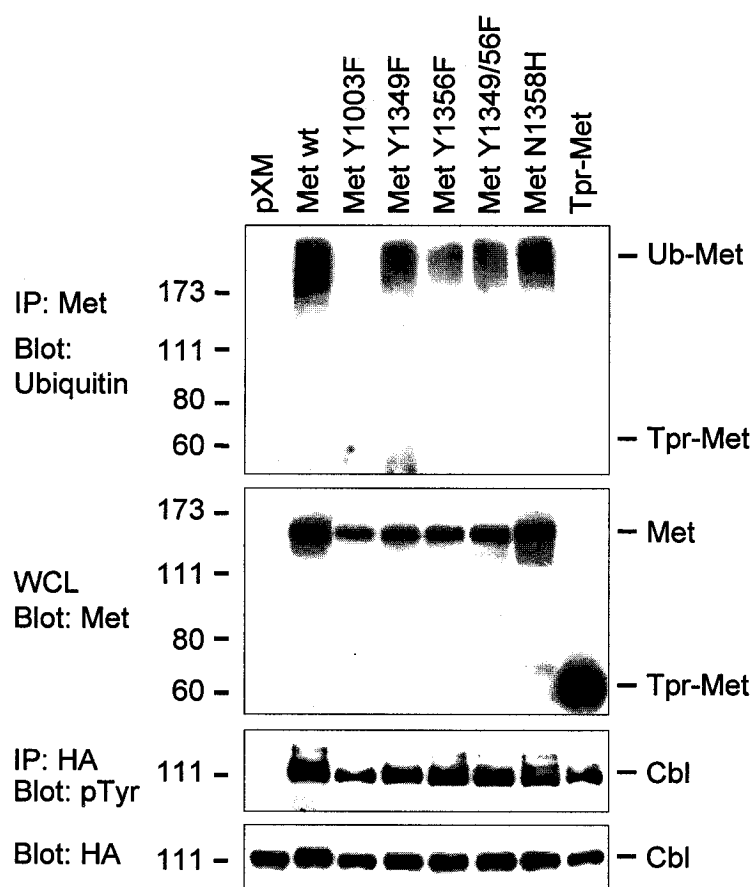 pXM
Met wt
Met Y1003F
Met Y1349F
Met Y1356F
Met Y1349/56F
Met N1358H
Tpr-Met
IP: Met
Blot:
Ubiquitin
173 –
111 –
80 –
60 –
– Ub-Met
– Tpr-Met
WCL
Blot: Met
173 –
111 –
80 –
60 –
– Met
– Tpr-Met
IP: HA
Blot: pTyr
111 –
– Cbl
Blot: HA
111 –
– Cbl